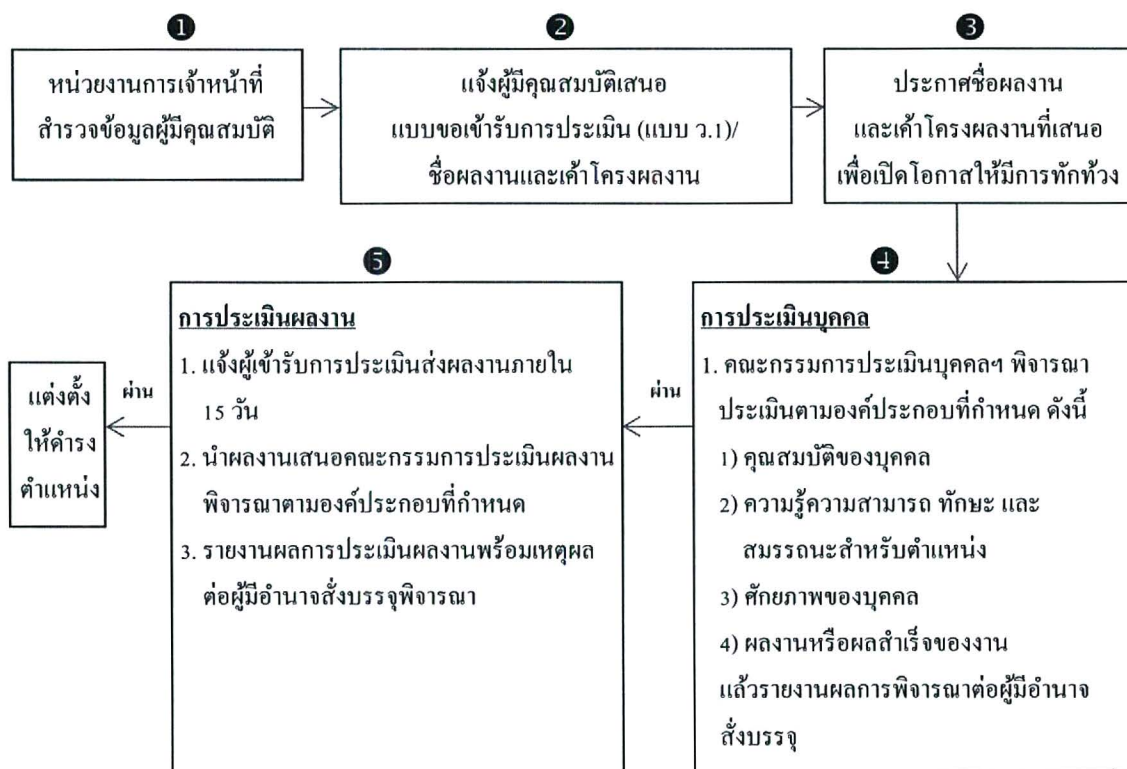 ❶
หน่วยงานการเจ้าหน้าที่
สำรวจข้อมูลผู้มีคุณสมบัติ
❷
แจ้งผู้มีคุณสมบัติเสนอ
แบบขอเข้ารับการประเมิน (แบบ ว.1)/
ชื่อผลงานและเค้าโครงผลงาน
❸
ประกาศชื่อผลงาน
และเค้าโครงผลงานที่เสนอ
เพื่อเปิดโอกาสให้มีการทักท้วง
❹
การประเมินบุคคล
1. คณะกรรมการประเมินบุคคลฯ พิจารณา
ประเมินตามองค์ประกอบที่กำหนด ดังนี้
1) คุณสมบัติของบุคคล
2) ความรู้ความสามารถ ทักษะ และ
สมรรถนะสำหรับตำแหน่ง
3) ศักยภาพของบุคคล
4) ผลงานหรือผลสำเร็จของงาน
แล้วรายงานผลการพิจารณาต่อผู้มีอำนาจ
สั่งบรรจุ
ผ่าน
❺
การประเมินผลงาน
1. แจ้งผู้เข้ารับการประเมินส่งผลงานภายใน
15 วัน
2. นำผลงานเสนอคณะกรรมการประเมินผลงาน
พิจารณาตามองค์ประกอบที่กำหนด
3. รายงานผลการประเมินผลงานพร้อมเหตุผล
ต่อผู้มีอำนาจสั่งบรรจุพิจารณา
ผ่าน
แต่งตั้ง
ให้ดำรง
ตำแหน่ง